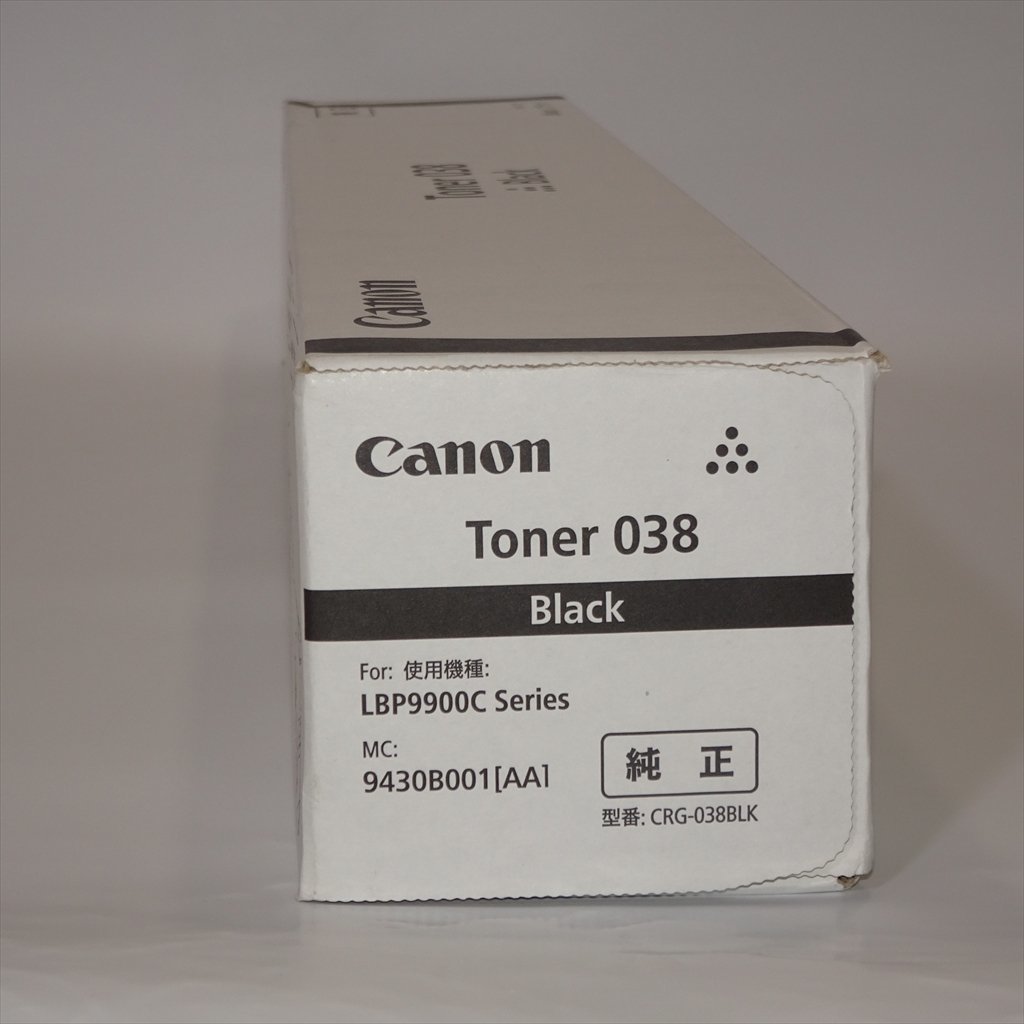 Toner 038
Black
Canon
Canon
Toner 038
Black
For: 使用機種:
LBP9900C Series
MC:
9430B001[AA]
純 正
型番: CRG-038BLK